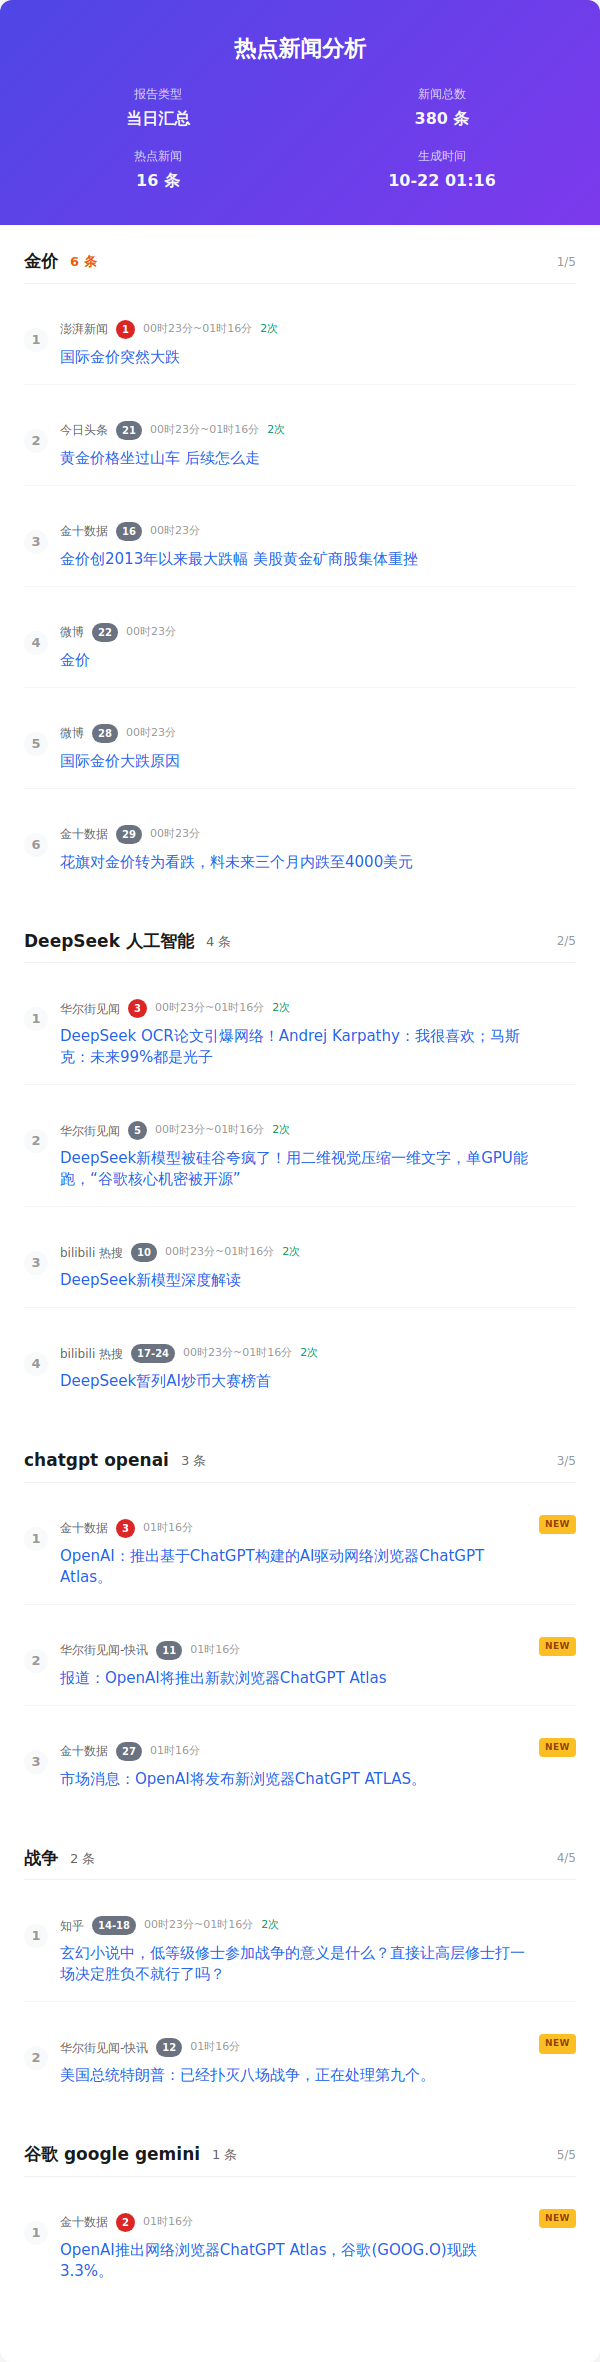 热点新闻分析
报告类型
新闻总数
当日汇总
380 条
热点新闻
生成时间
16 条
10-22 01:16
金价 6 条 1/5
1 澎湃新闻 1 00时23分~01时16分 2次
国际金价突然大跌
2 今日头条 21 00时23分~01时16分 2次
黄金价格坐过山车 后续怎么走
3 金十数据 16 00时23分
金价创2013年以来最大跌幅 美股黄金矿商股集体重挫
4 微博 22 00时23分
金价
5 微博 28 00时23分
国际金价大跌原因
6 金十数据 29 00时23分
花旗对金价转为看跌，料未来三个月内跌至4000美元
DeepSeek 人工智能 4 条 2/5
1 华尔街见闻 3 00时23分~01时16分 2次
DeepSeek OCR论文引爆网络！Andrej Karpathy：我很喜欢；马斯
克：未来99%都是光子
2 华尔街见闻 5 00时23分~01时16分 2次
DeepSeek新模型被硅谷夸疯了！用二维视觉压缩一维文字，单GPU能
跑，“谷歌核心机密被开源”
3 bilibili 热搜 10 00时23分~01时16分 2次
DeepSeek新模型深度解读
4 bilibili 热搜 17-24 00时23分~01时16分 2次
DeepSeek暂列AI炒币大赛榜首
chatgpt openai 3 条 3/5
1 金十数据 3 01时16分 NEW
OpenAI：推出基于ChatGPT构建的AI驱动网络浏览器ChatGPT
Atlas。
2 华尔街见闻-快讯 11 01时16分 NEW
报道：OpenAI将推出新款浏览器ChatGPT Atlas
3 金十数据 27 01时16分 NEW
市场消息：OpenAI将发布新浏览器ChatGPT ATLAS。
战争 2 条 4/5
1 知乎 14-18 00时23分~01时16分 2次
玄幻小说中，低等级修士参加战争的意义是什么？直接让高层修士打一
场决定胜负不就行了吗？
2 华尔街见闻-快讯 12 01时16分 NEW
美国总统特朗普：已经扑灭八场战争，正在处理第九个。
谷歌 google gemini 1 条 5/5
1 金十数据 2 01时16分 NEW
OpenAI推出网络浏览器ChatGPT Atlas，谷歌(GOOG.O)现跌
3.3%。